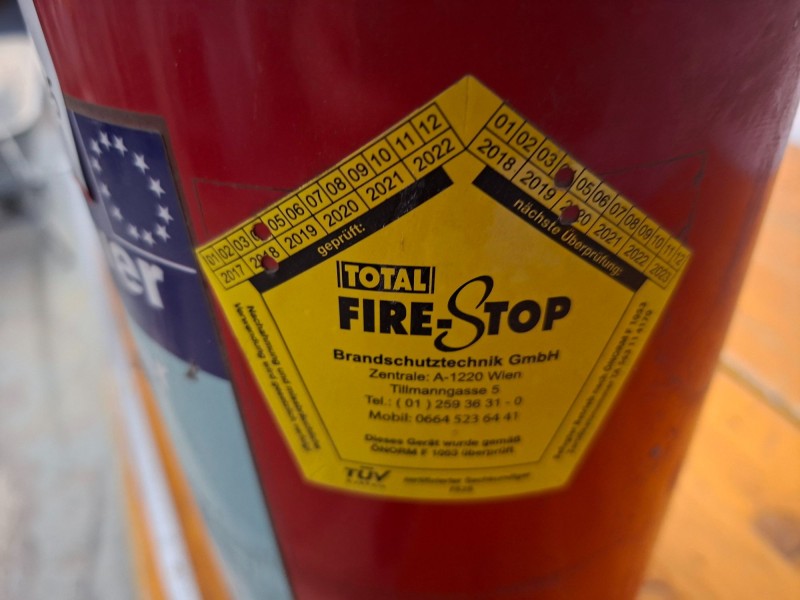 01 02 03 05 06 07 08 09 10 11 12
2017 2018 2019 2020 2021 2022
geprüft:
01 02 03 05 06 07 08 09 10 11 12
2018 2019 2020 2021 2022 2023
nächste Überprüfung:
TOTAL
FIRE-STOP
Brandschutztechnik GmbH
Zentrale: A-1220 Wien
Tillmanngasse 5
Tel.: ( 01 ) 259 36 31 - 0
Mobil: 0664 523 64 41
Dieses Gerät wurde gemäß
ÖNORM F 1053 überprüft
TÜV
er